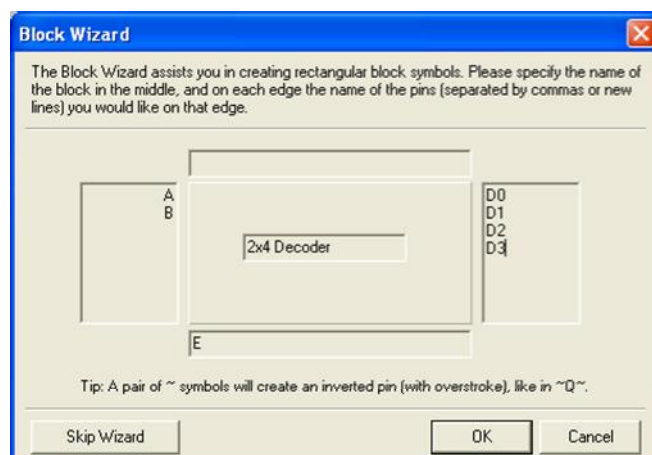 Block Wizard
The Block Wizard assists you in creating rectangular block symbols. Please specify the name of
the block in the middle, and on each edge the name of the pins (separated by commas or new
lines) you would like on that edge.
A
B
2x4 Decoder
D0
D1
D2
D3
E
Tip: A pair of ~ symbols will create an inverted pin (with overstroke), like in ~Q~.
Skip Wizard
OK
Cancel